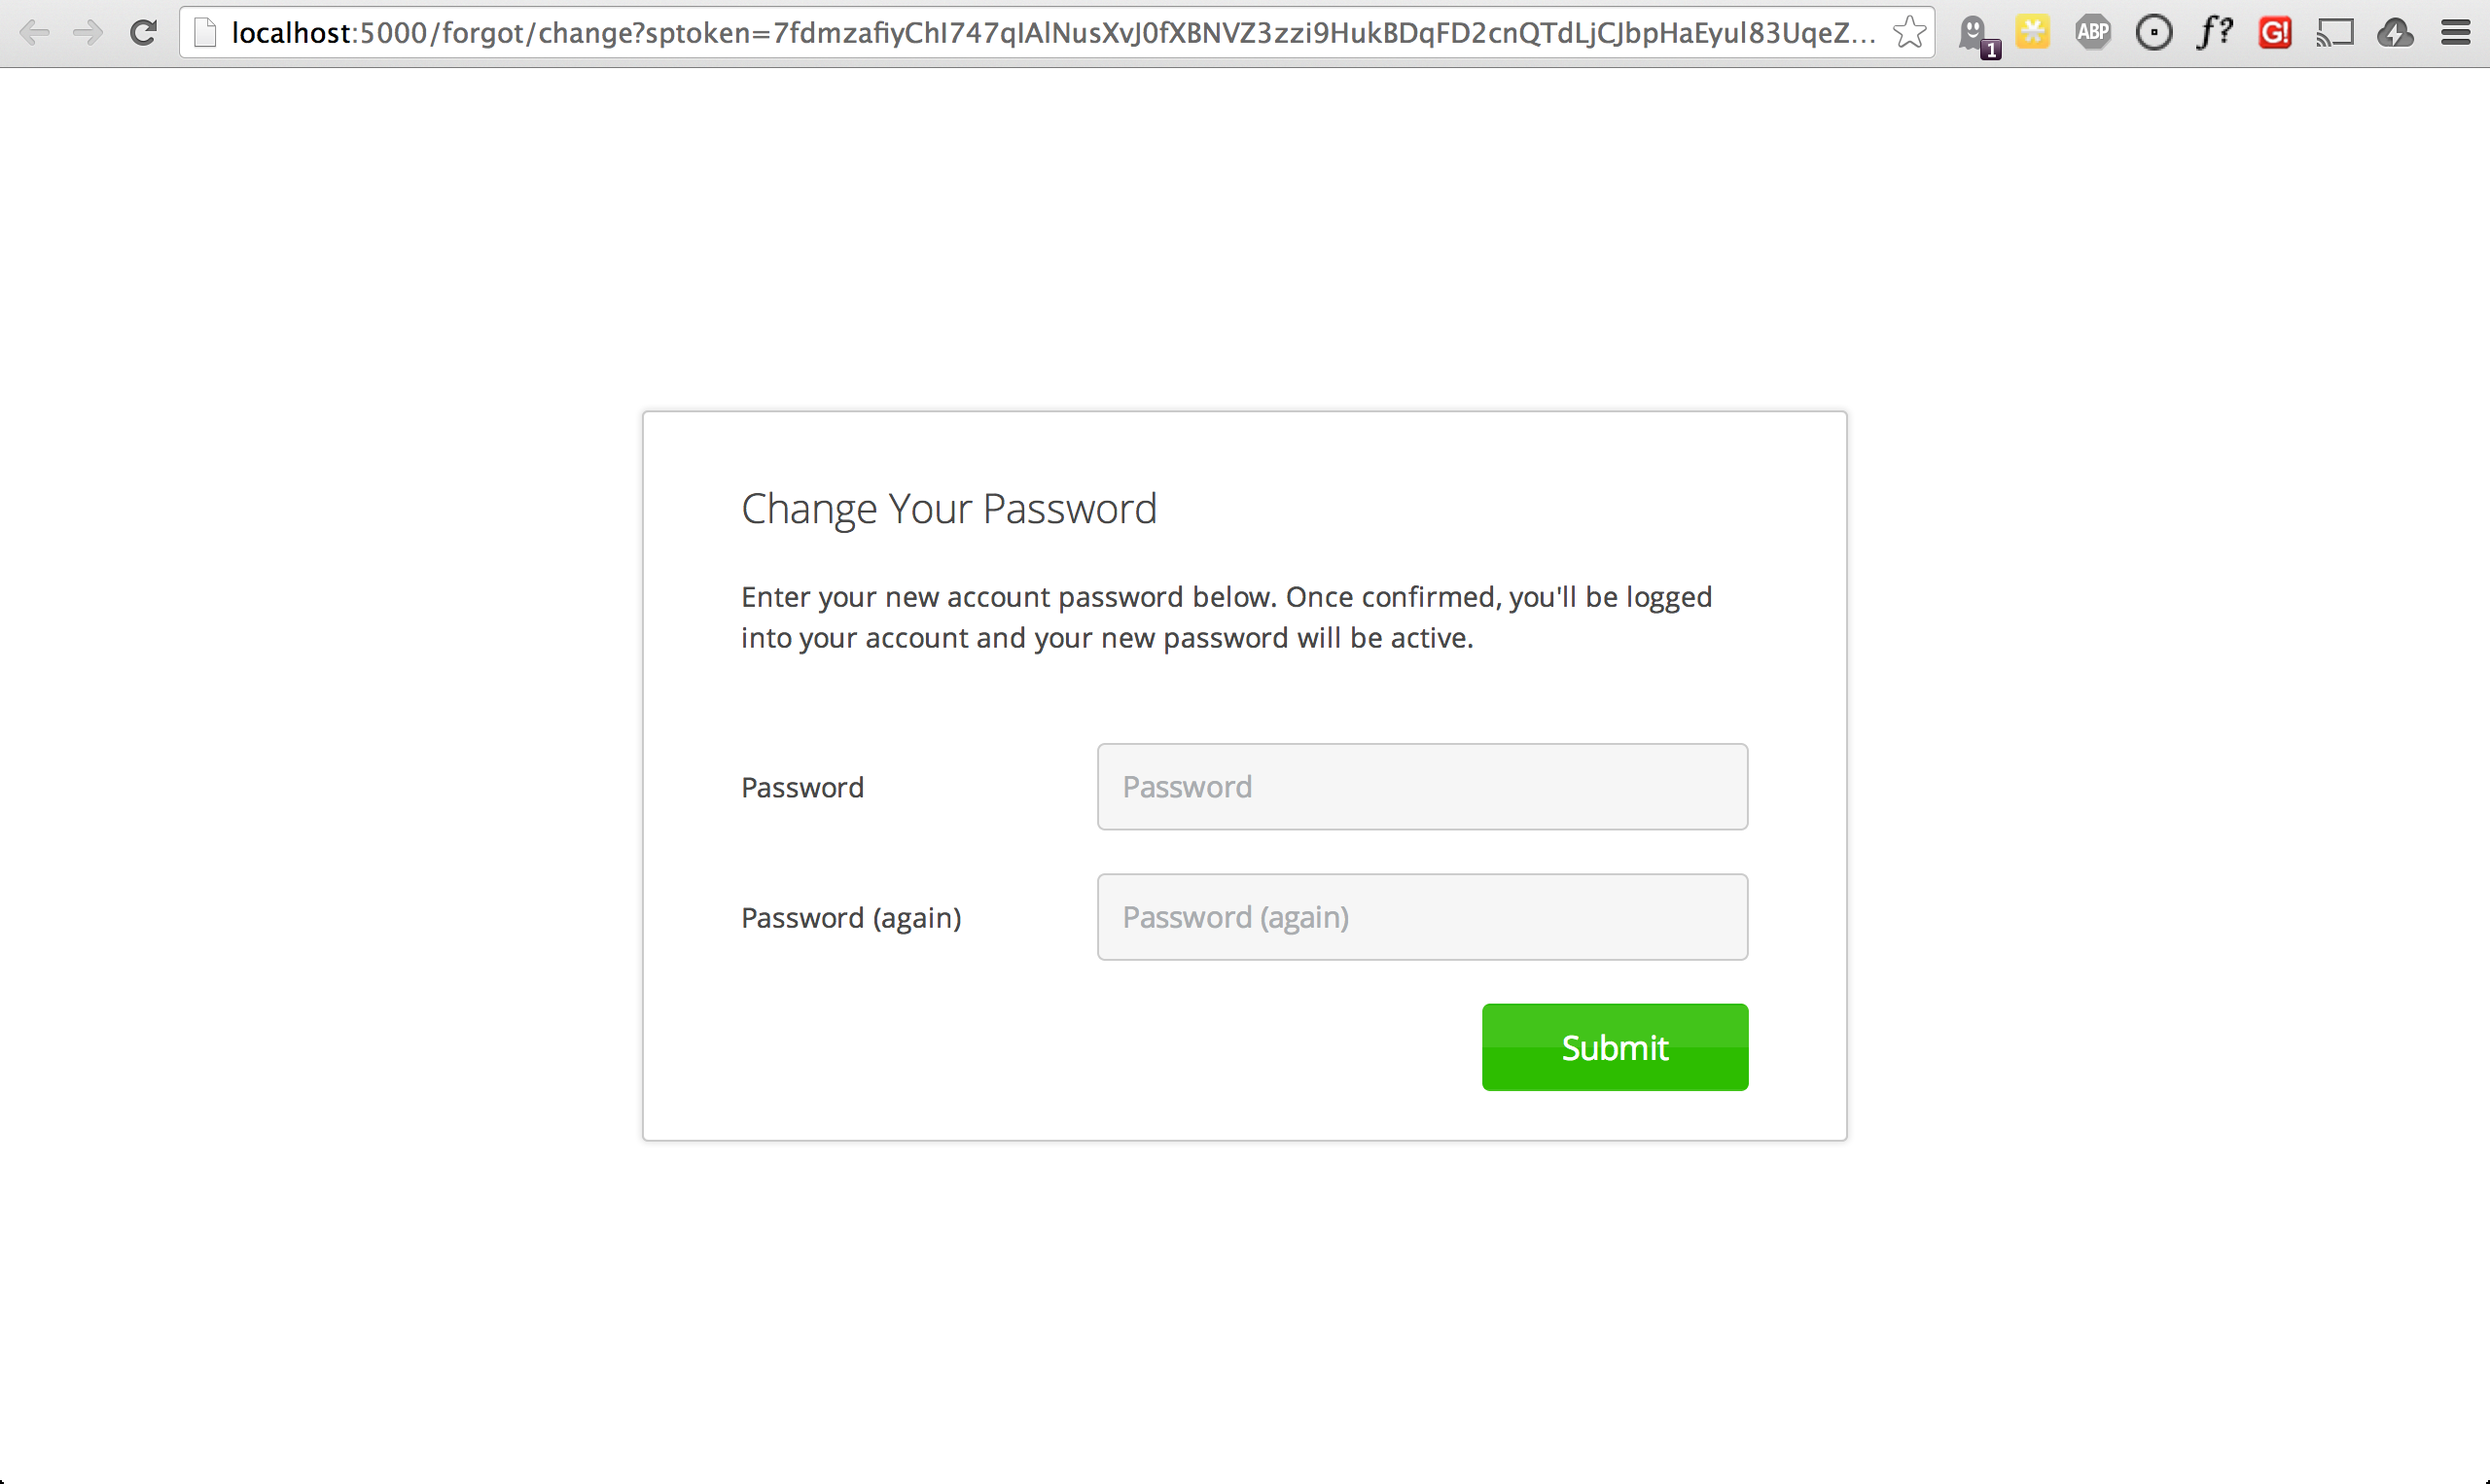 localhost:5000/forgot/change?sptoken=7fdmzafiyChI747qIAlNusXvJ0fXBNVZ3zzi9HukBDqFD2cnQTdLjCJbpHaEyul83UqeZ...
1
ABP
f?
G!
Change Your Password
Enter your new account password below. Once confirmed, you'll be logged
into your account and your new password will be active.
Password
Password
Password (again)
Password (again)
Submit